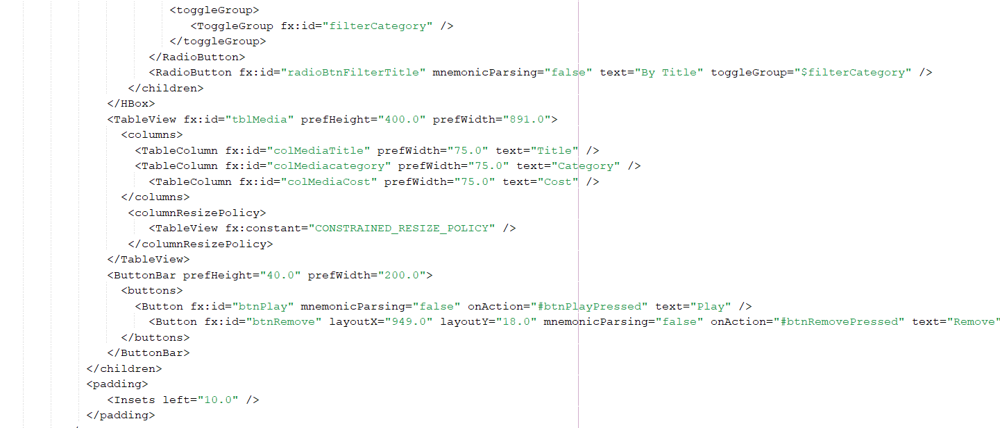 <toggleGroup>
<ToggleGroup fx:id="filterCategory" />
</toggleGroup>
</RadioButton>
<RadioButton fx:id="radioBtnFilterTitle" mnemonicParsing="false" text="By Title" toggleGroup="$filterCategory" />
</children>
</HBox>
<TableView fx:id="tblMedia" prefHeight="400.0" prefWidth="891.0">
<columns>
<TableColumn fx:id="colMediaTitle" prefWidth="75.0" text="Title" />
<TableColumn fx:id="colMediacategory" prefWidth="75.0" text="Category" />
<TableColumn fx:id="colMediaCost" prefWidth="75.0" text="Cost" />
</columns>
<columnResizePolicy>
<TableView fx:constant="CONSTRAINED_RESIZE_POLICY" />
</columnResizePolicy>
</TableView>
<ButtonBar prefHeight="40.0" prefWidth="200.0">
<buttons>
<Button fx:id="btnPlay" mnemonicParsing="false" onAction="#btnPlayPressed" text="Play" />
<Button fx:id="btnRemove" layoutX="949.0" layoutY="18.0" mnemonicParsing="false" onAction="#btnRemovePressed" text="Remove"
</buttons>
</ButtonBar>
</children>
<padding>
<Insets left="10.0" />
</padding>